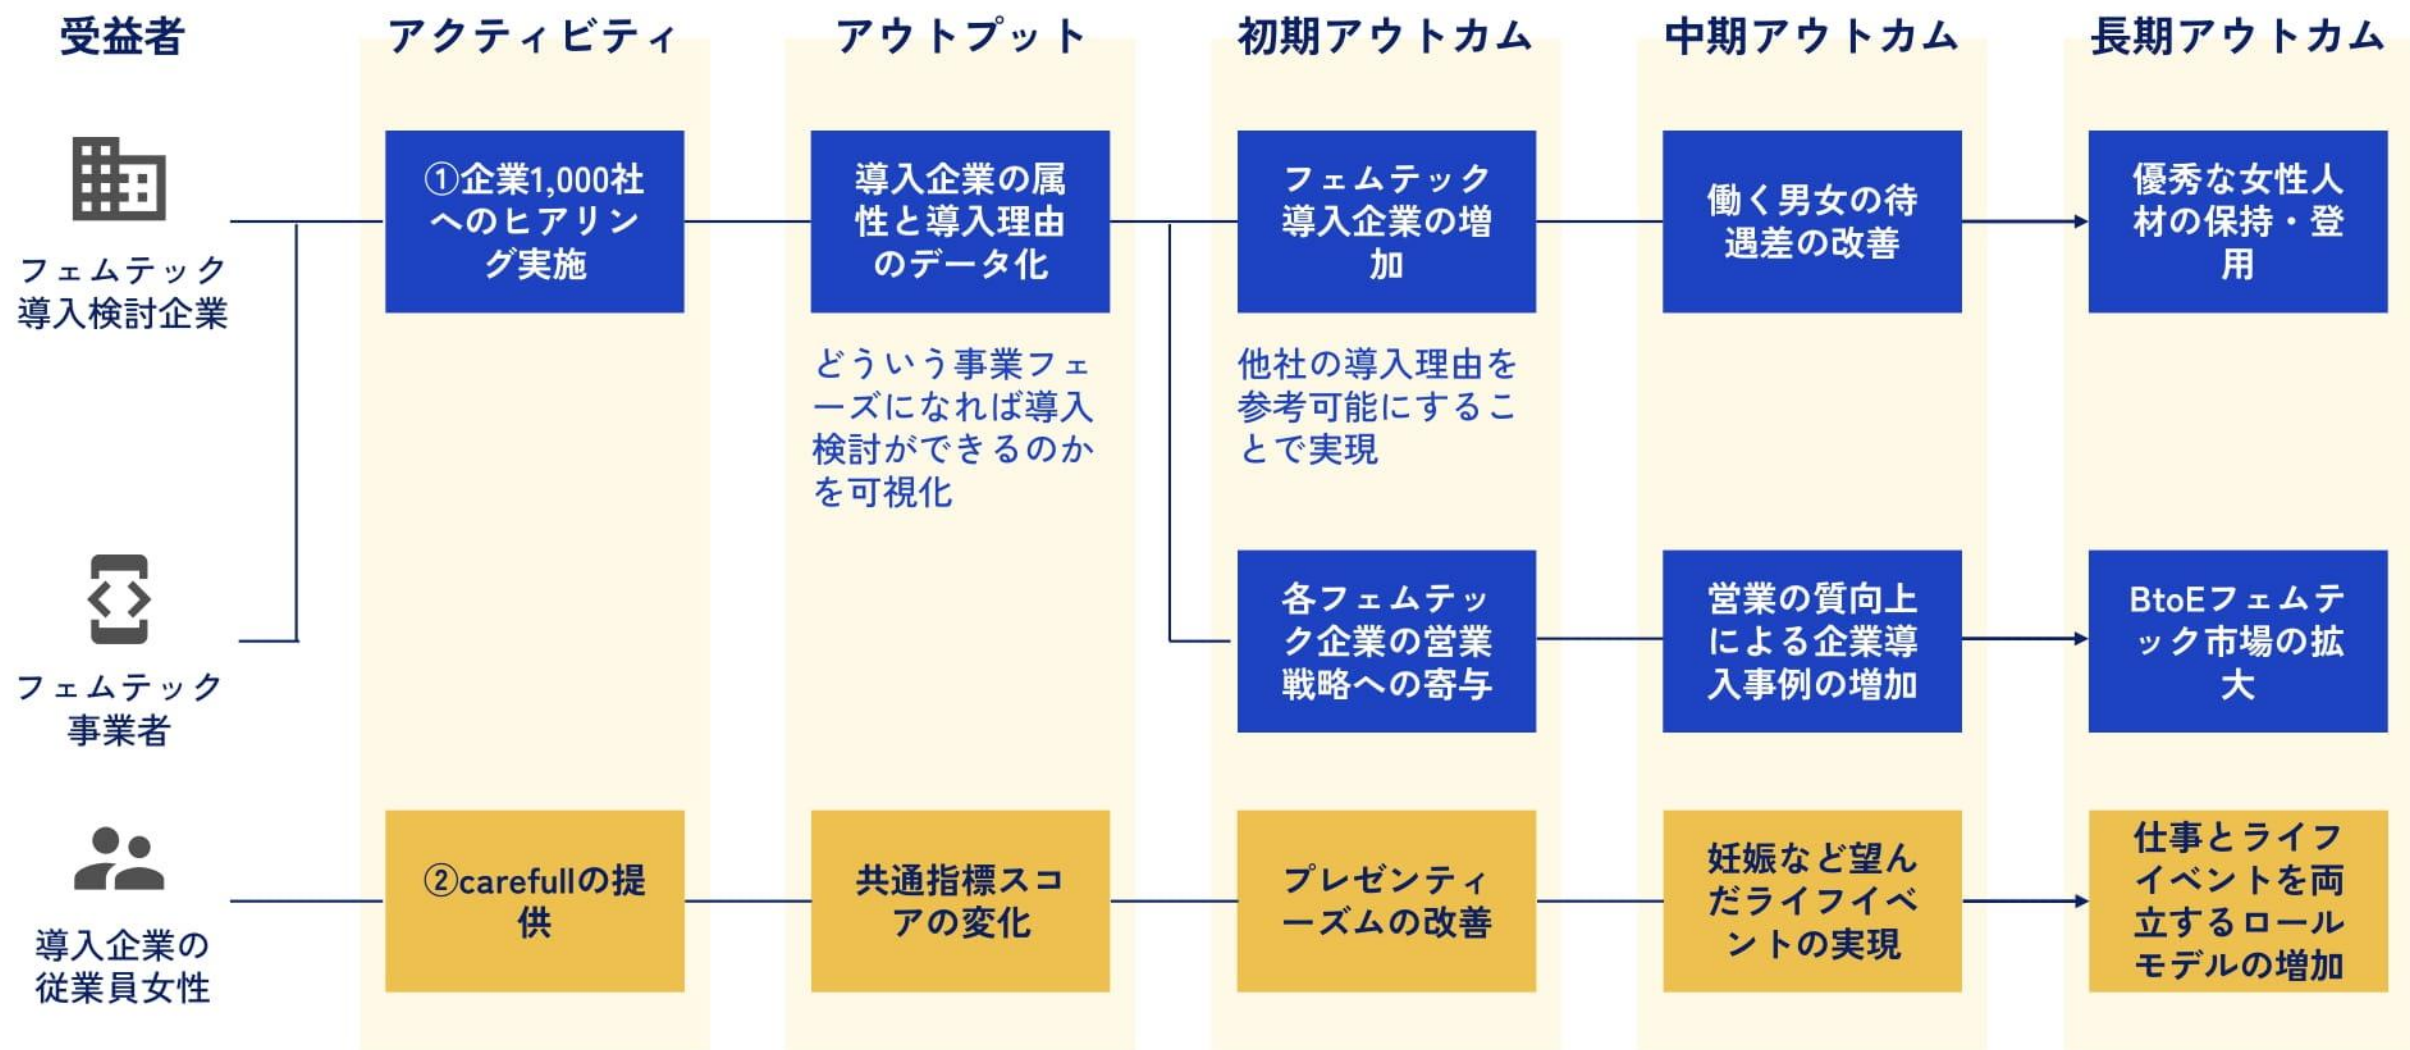 受益者
アクティビティ
アウトプット
初期アウトカム
中期アウトカム
長期アウトカム
フェムテック
導入検討企業
①企業1,000社
へのヒアリン
グ実施
導入企業の属
性と導入理由
のデータ化
フェムテック
導入企業の増
加
働く男女の待
遇差の改善
優秀な女性人
材の保持・登
用
どういう事業フェ
ーズになれば導入
検討ができるのか
を可視化
他社の導入理由を
参考可能にするこ
とで実現
フェムテック
事業者
各フェムテッ
ク企業の営業
戦略への寄与
営業の質向上
による企業導
入事例の増加
BtoEフェムテ
ック市場の拡
大
導入企業の
従業員女性
②carefullの提
供
共通指標スコ
アの変化
プレゼンティ
ーズムの改善
妊娠など望ん
だライフイベ
ントの実現
仕事とライフ
イベントを両
立するロール
モデルの増加